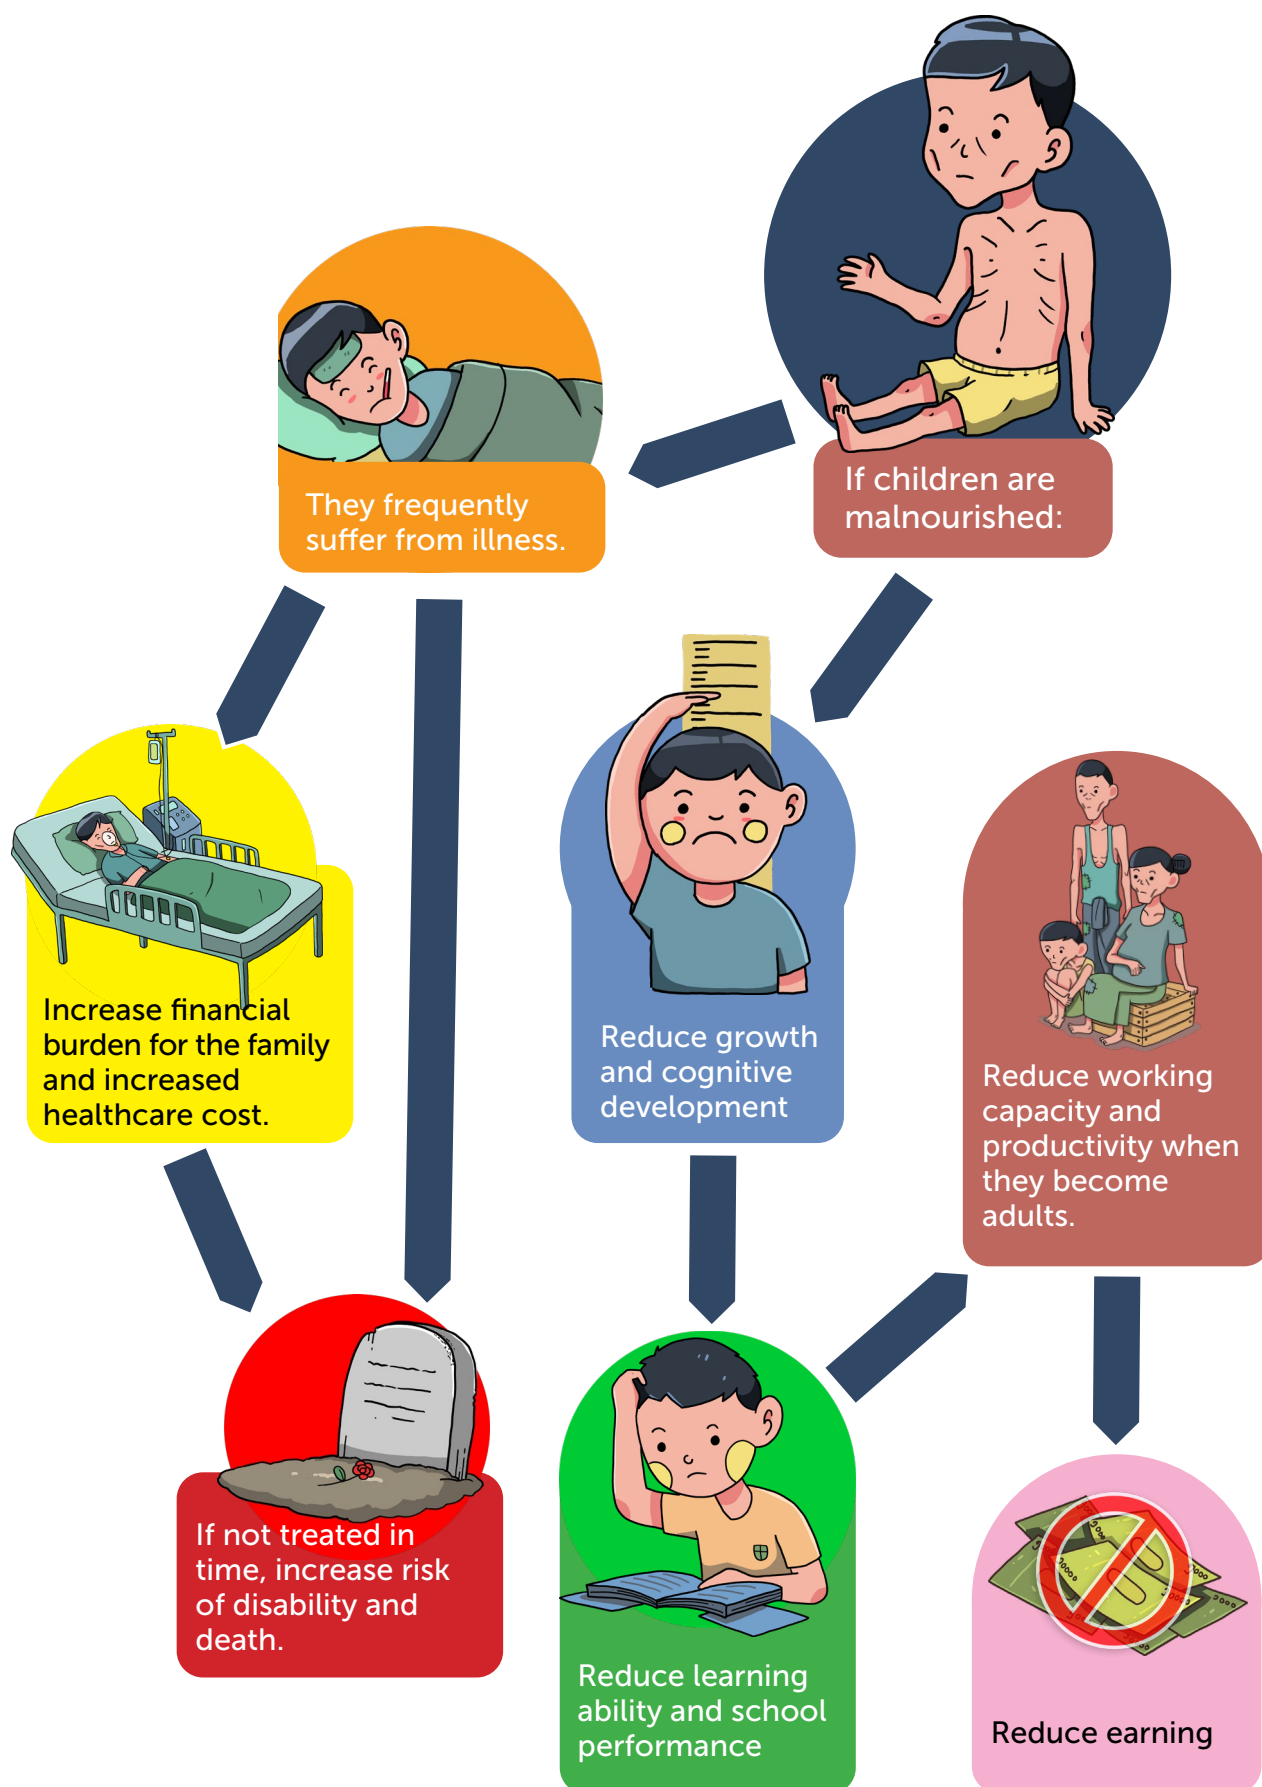 If children are
malnourished:
They frequently
suffer from illness.
Increase financial
burden for the family
and increased
healthcare cost.
Reduce growth
and cognitive
development
Reduce working
capacity and
productivity when
they become
adults.
If not treated in
time, increase risk
of disability and
death.
Reduce learning
ability and school
performance
Reduce earning